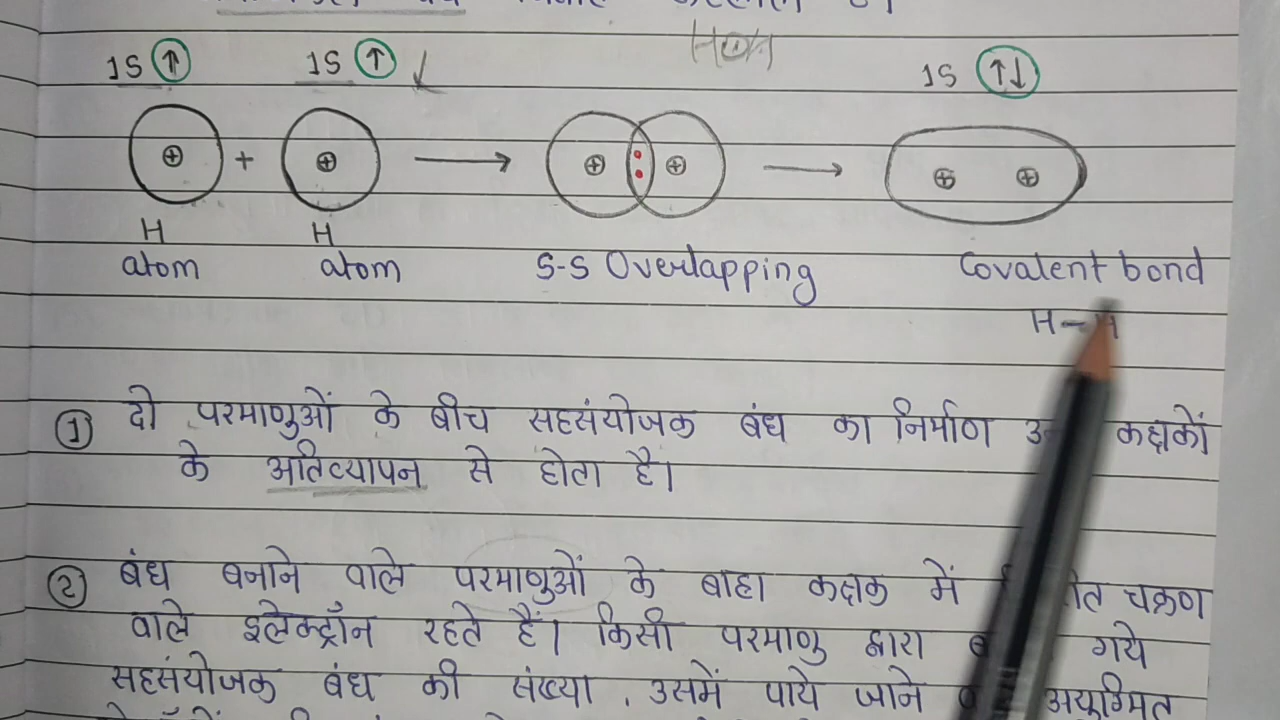 1S ↑ 1S ↑ ↓ 1S ↑↓
⊕ + ⊕ → ⊕ : ⊕ → ⊕ ⊕
H H
atom atom S-S Overlapping Covalent bond
H-H
① दो परमाणुओं के बीच सहसंयोजक बंध का निर्माण कक्षकों
के अतिव्यापन से होता है।
② बंध बनाने वाले परमाणुओं के बाहा कक्षक में चक्रण
वाले इलेक्ट्रॉन रहते हैं। किसी परमाणु द्वारा गये
सहसंयोजक बंध की संख्या, उसमें पाये जाने अयुग्मित